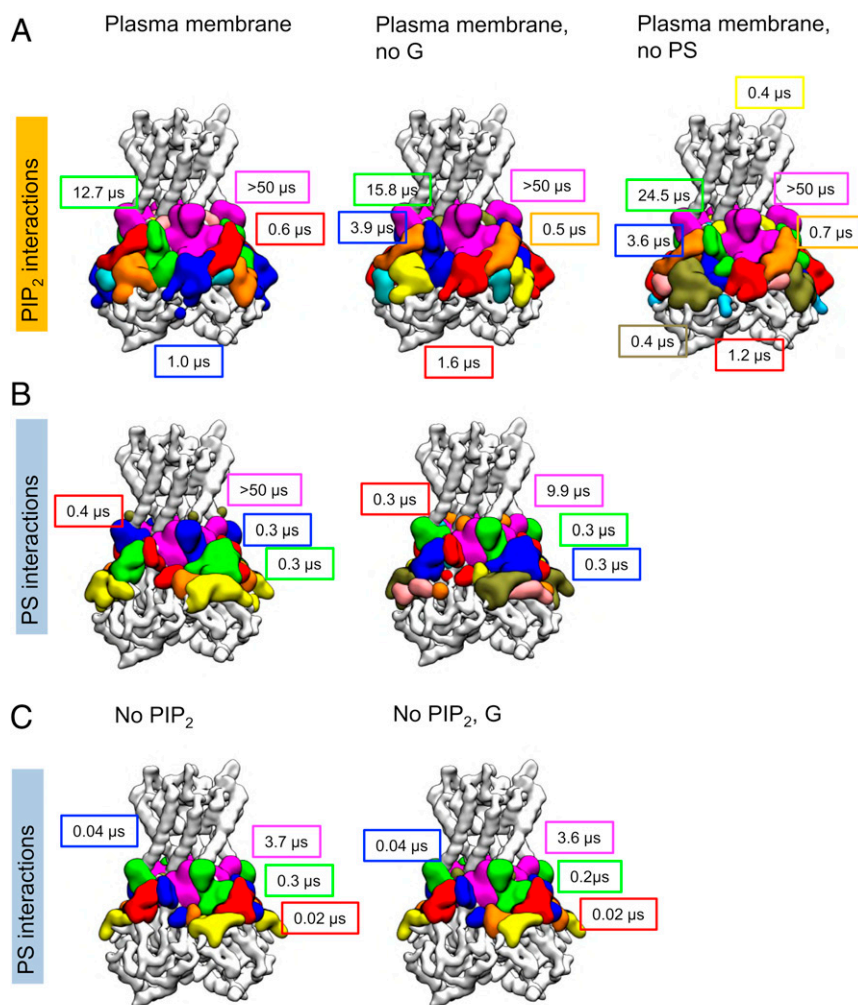 A
Plasma membrane
Plasma membrane,
no G
Plasma membrane,
no PS
PIP2 interactions
12.7 µs
>50 µs
0.6 µs
1.0 µs
15.8 µs
>50 µs
3.9 µs
0.5 µs
1.6 µs
0.4 µs
24.5 µs
>50 µs
3.6 µs
0.7 µs
0.4 µs
1.2 µs
B
PS interactions
>50 µs
0.4 µs
0.3 µs
0.3 µs
0.3 µs
9.9 µs
0.3 µs
0.3 µs
C
No PIP2
No PIP2, G
PS interactions
0.04 µs
3.7 µs
0.3 µs
0.02 µs
0.04 µs
3.6 µs
0.2µs
0.02 µs